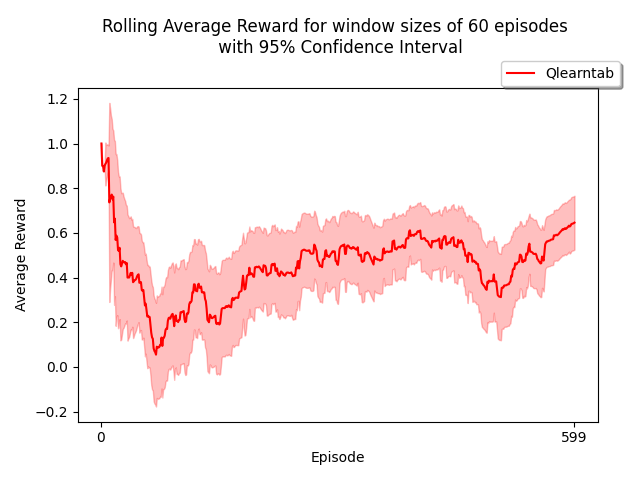 Rolling Average Reward for window sizes of 60 episodes
with 95% Confidence Interval
Qlearntab
1.2
1.0
0.8
0.6
0.4
0.2
0.0
−0.2
Average Reward
0
599
Episode